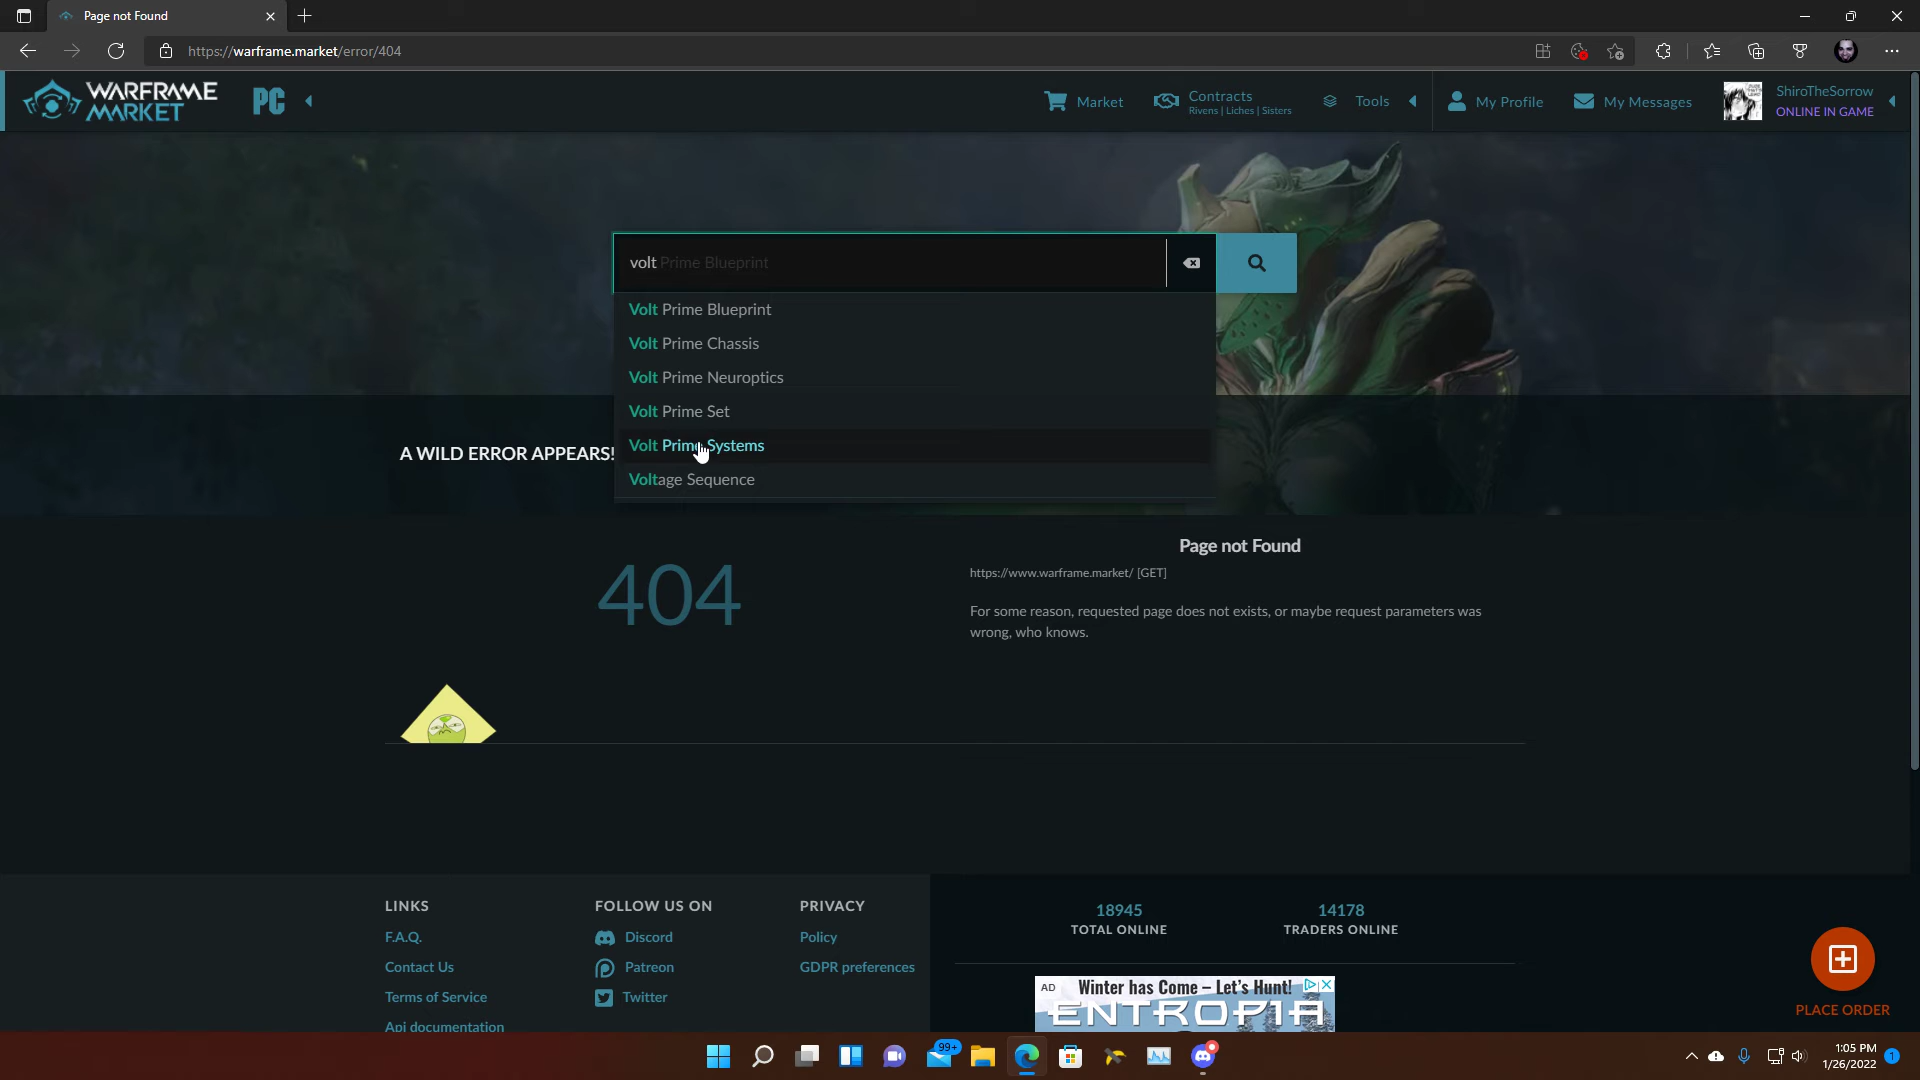 Page not Found
https://warframe.market/error/404
WARFRAME
MARKET
PC
Market
Contracts
Rivens | Liches | Sisters
Tools
My Profile
My Messages
ShiroTheSorrow
ONLINE IN GAME
volt Prime Blueprint
Volt Prime Blueprint
Volt Prime Chassis
Volt Prime Neuroptics
Volt Prime Set
Volt Prime Systems
Voltage Sequence
A WILD ERROR APPEARS!
404
Page not Found
https://www.warframe.market/ [GET]
For some reason, requested page does not exists, or maybe request parameters was
wrong, who knows.
LINKS
F.A.Q.
Contact Us
Terms of Service
Api documentation
FOLLOW US ON
Discord
Patreon
Twitter
PRIVACY
Policy
GDPR preferences
18945
TOTAL ONLINE
14178
TRADERS ONLINE
AD
Winter has Come – Let's Hunt!
ENTROPIA
PLACE ORDER
99+
1:05 PM
1/26/2022
1